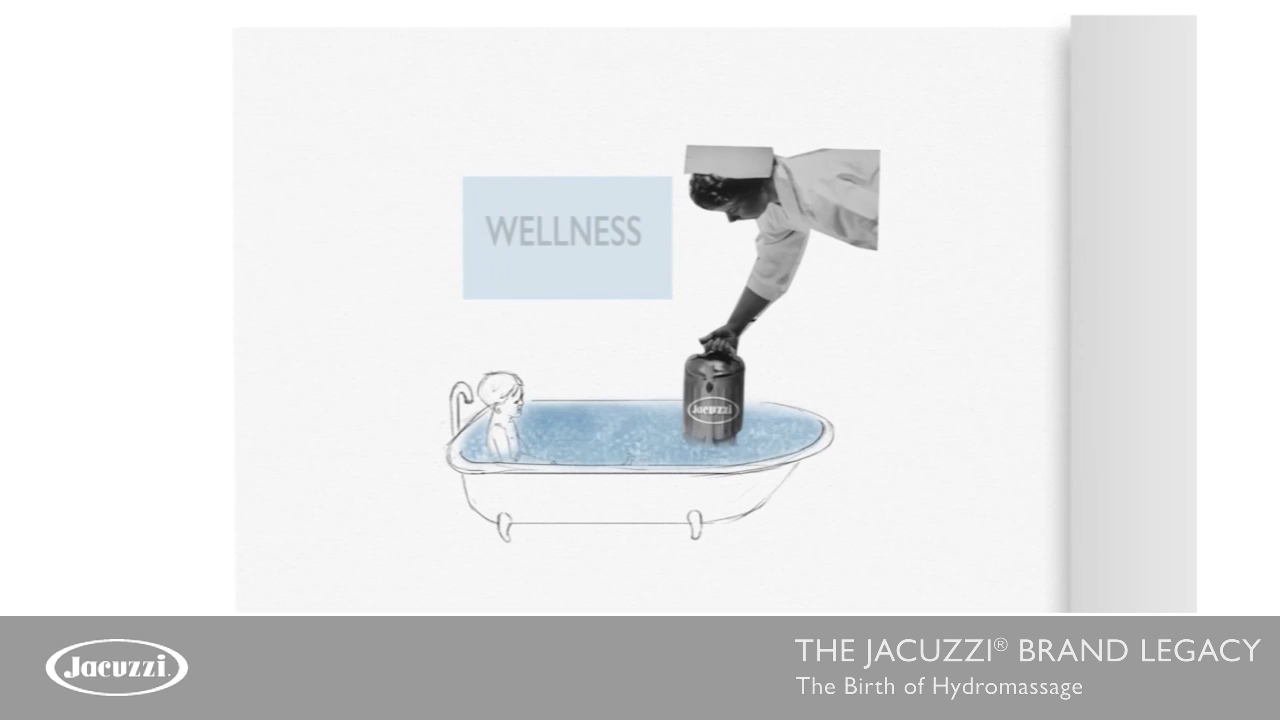 WELLNESS
Jacuzzi
Jacuzzi.
THE JACUZZI® BRAND LEGACY
The Birth of Hydromassage